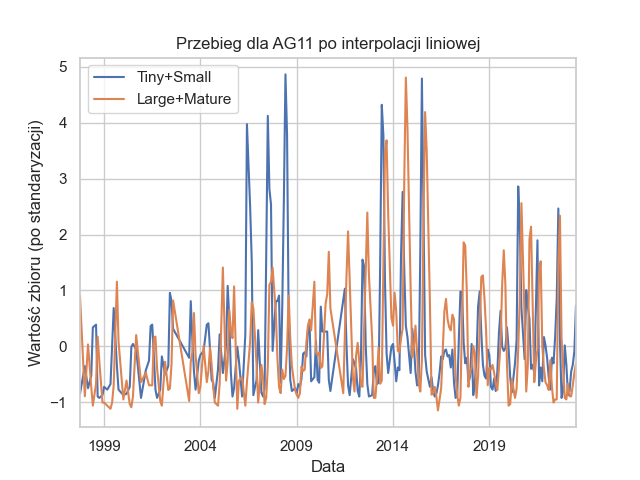 Przebieg dla AG11 po interpolacji liniowej
Tiny+Small
Large+Mature
Wartość zbioru (po standaryzacji)
5
4
3
2
1
0
−1
1999
2004
2009
2014
2019
Data